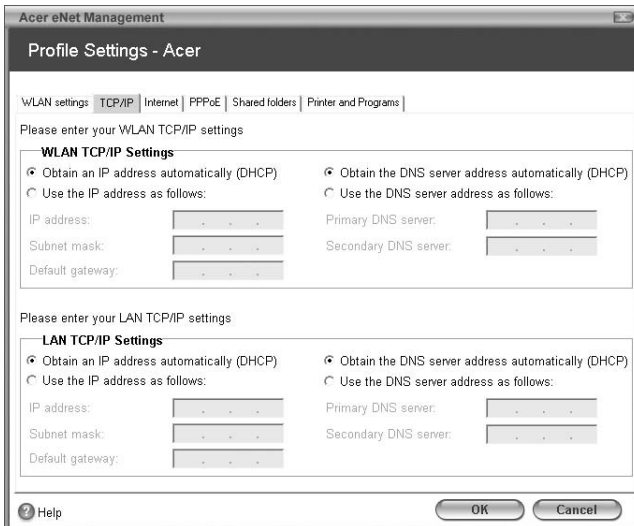 Acer eNet Management
Profile Settings - Acer
WLAN settings TCP/IP Internet PPPoE Shared folders Printer and Programs
Please enter your WLAN TCP/IP settings
WLAN TCP/IP Settings
Obtain an IP address automatically (DHCP) Obtain the DNS server address automatically (DHCP)
Use the IP address as follows: Use the DNS server address as follows:
IP address: Primary DNS server:
Subnet mask: Secondary DNS server:
Default gateway:
Please enter your LAN TCP/IP settings
LAN TCP/IP Settings
Obtain an IP address automatically (DHCP) Obtain the DNS server address automatically (DHCP)
Use the IP address as follows: Use the DNS server address as follows:
IP address: Primary DNS server:
Subnet mask: Secondary DNS server:
Default gateway:
Help OK Cancel